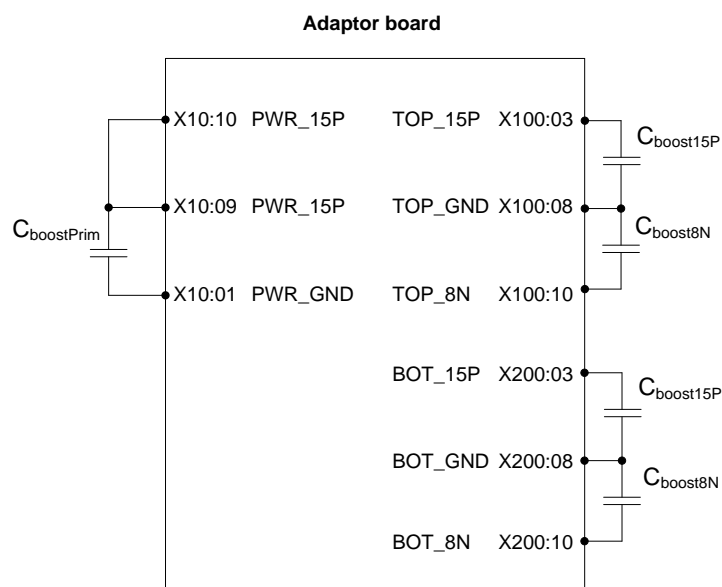 Adaptor board
X10:10 PWR_15P TOP_15P X100:03
CboostPrim X10:09 PWR_15P TOP_GND X100:08 Cboost15P
X10:01 PWR_GND TOP_8N X100:10 Cboost8N
BOT_15P X200:03
Cboost15P
BOT_GND X200:08
Cboost8N
BOT_8N X200:10